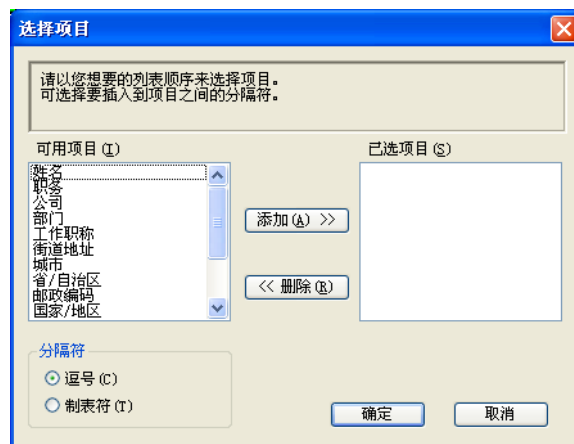 选择项目
请以您想要的列表顺序来选择项目。
可选择要插入到项目之间的分隔符。
可用项目(I)
已选项目(S)
姓名
职务
公司
部门
工作职称
街道地址
城市
省/自治区
邮政编码
国家/地区
添加(A) >>
<< 删除(R)
分隔符
逗号(C)
制表符(T)
确定
取消